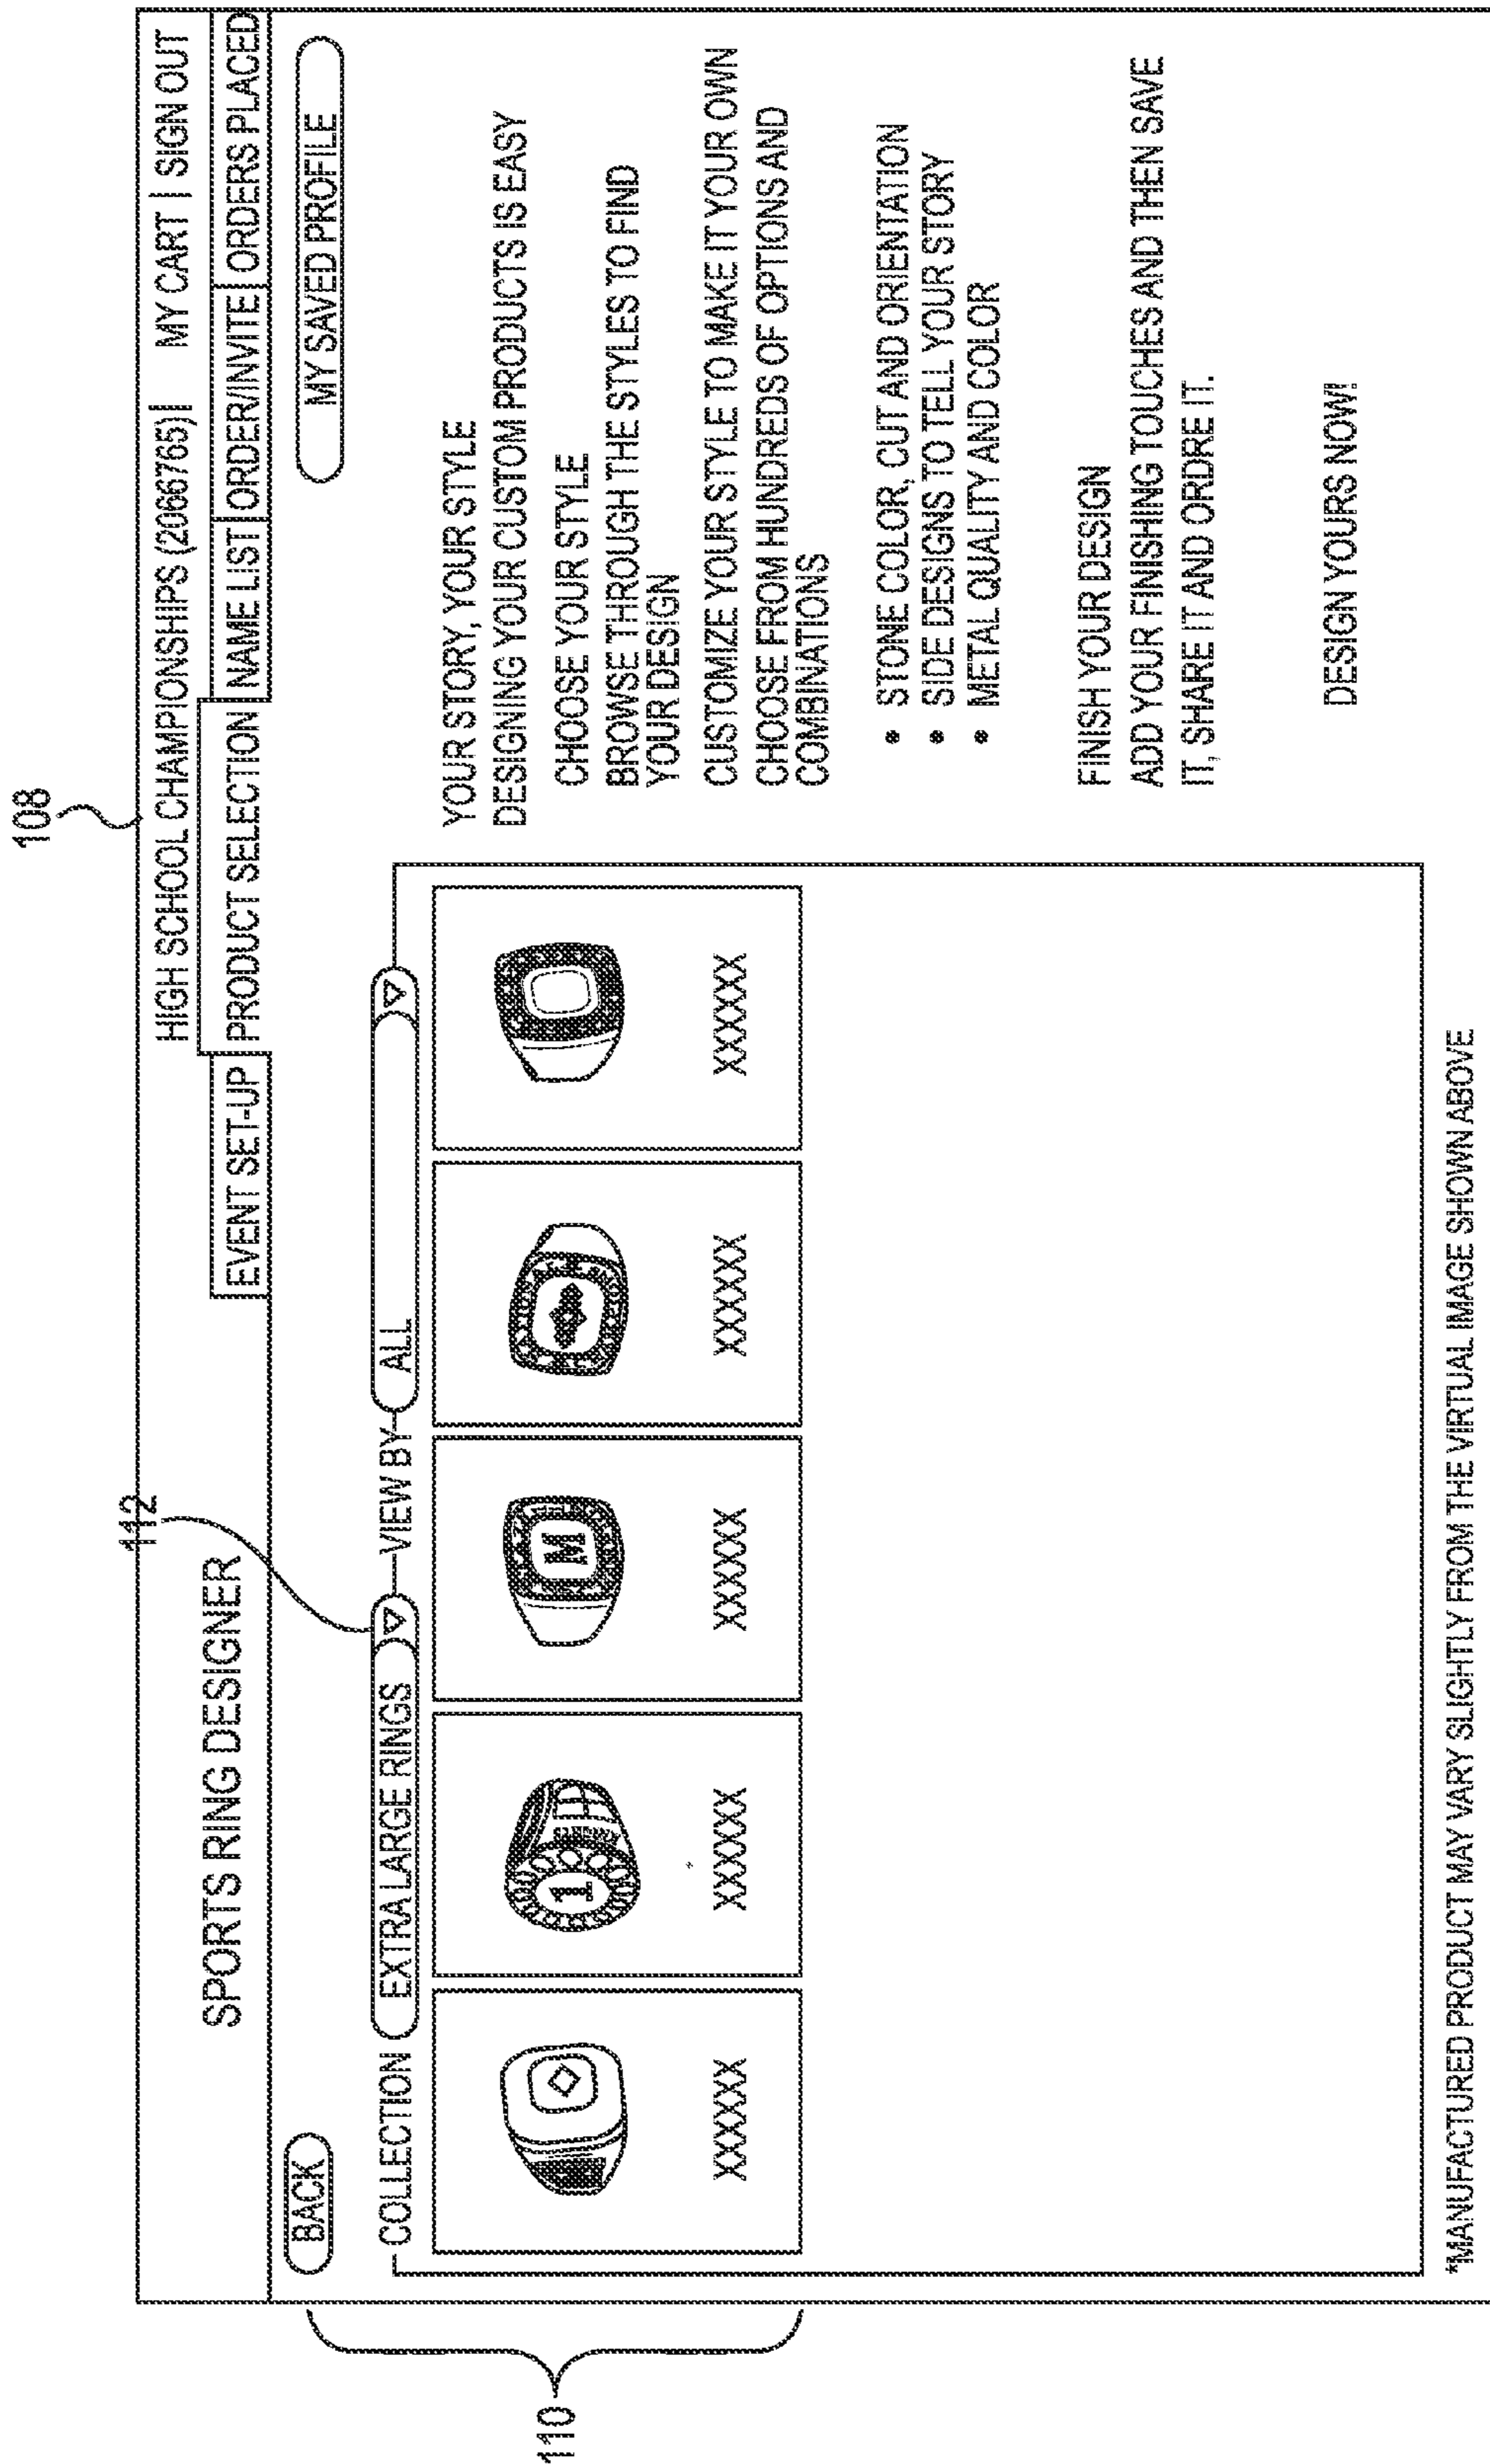 108
HIGH SCHOOL CHAMPIONSHIPS (2066765)| MY CART | SIGN OUT
112
SPORTS RING DESIGNER
EVENT SET-UP PRODUCT SELECTION NAME LIST ORDER/INVITE ORDERS PLACED
BACK
MY SAVED PROFILE
COLLECTION EXTRA LARGE RINGS VIEW BY ALL
110
1
M
XXXXXX XXXXXX XXXXXX XXXXXX XXXXXX
YOUR STORY, YOUR STYLE
DESIGNING YOUR CUSTOM PRODUCTS IS EASY
CHOOSE YOUR STYLE
BROWSE THROUGH THE STYLES TO FIND
YOUR DESIGN
CUSTOMIZE YOUR STYLE TO MAKE IT YOUR OWN
CHOOSE FROM HUNDREDS OF OPTIONS AND
COMBINATIONS
• STONE COLOR, CUT AND ORIENTATION
• SIDE DESIGNS TO TELL YOUR STORY
• METAL QUALITY AND COLOR
FINISH YOUR DESIGN
ADD YOUR FINISHING TOUCHES AND THEN SAVE
IT, SHARE IT AND ORDRE IT.
DESIGN YOURS NOW!
*MANUFACTURED PRODUCT MAY VARY SLIGHTLY FROM THE VIRTUAL IMAGE SHOWN ABOVE